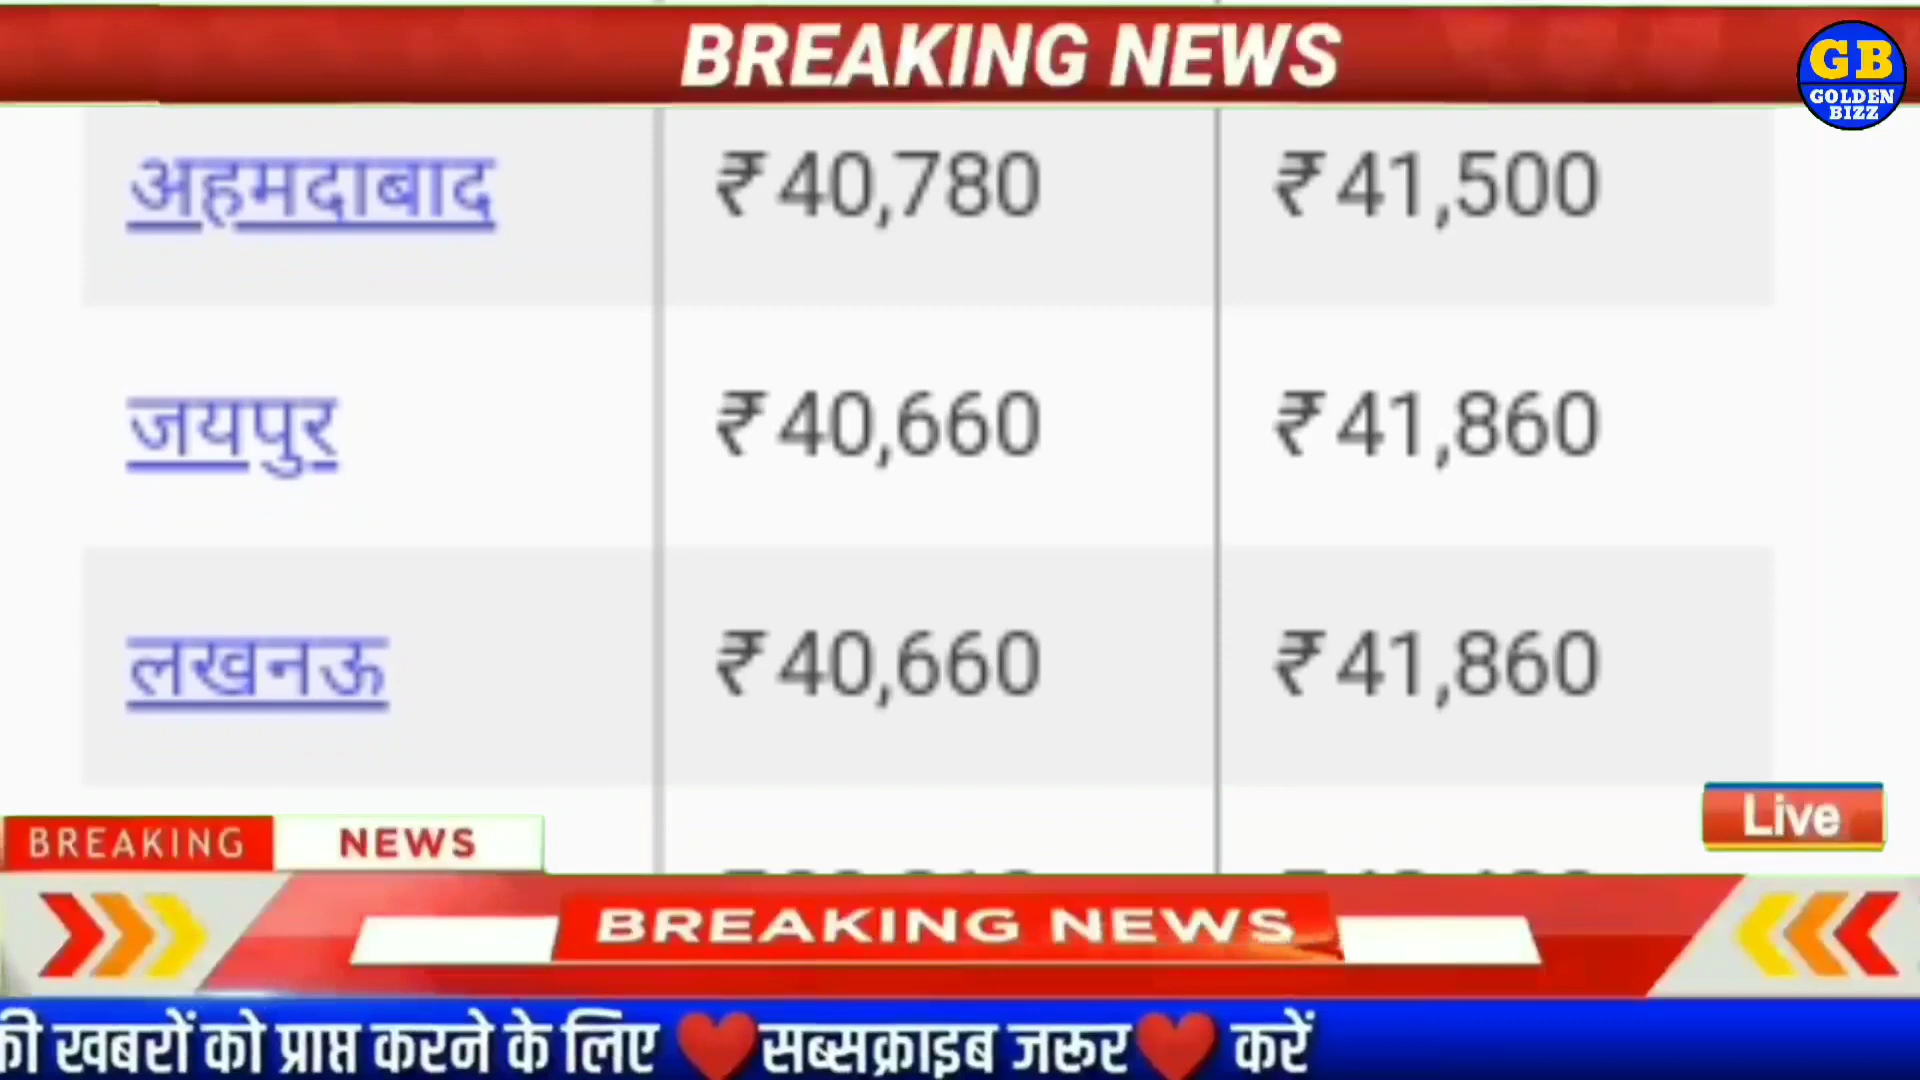 BREAKING NEWS
GB
GOLDEN
BIZZ
अहमदाबाद ₹40,780 ₹41,500
जयपुर ₹40,660 ₹41,860
लखनऊ ₹40,660 ₹41,860
Live
BREAKING NEWS
BREAKING NEWS
की खबरों को प्राप्त करने के लिए ❤सब्सक्राइब जरूर❤ करें